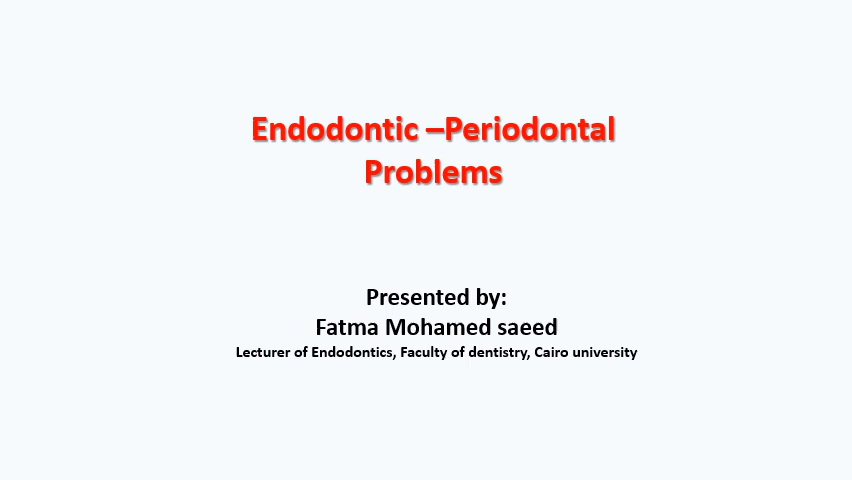 Endodontic –Periodontal
Problems
Presented by:
Fatma Mohamed saeed
Lecturer of Endodontics, Faculty of dentistry, Cairo university